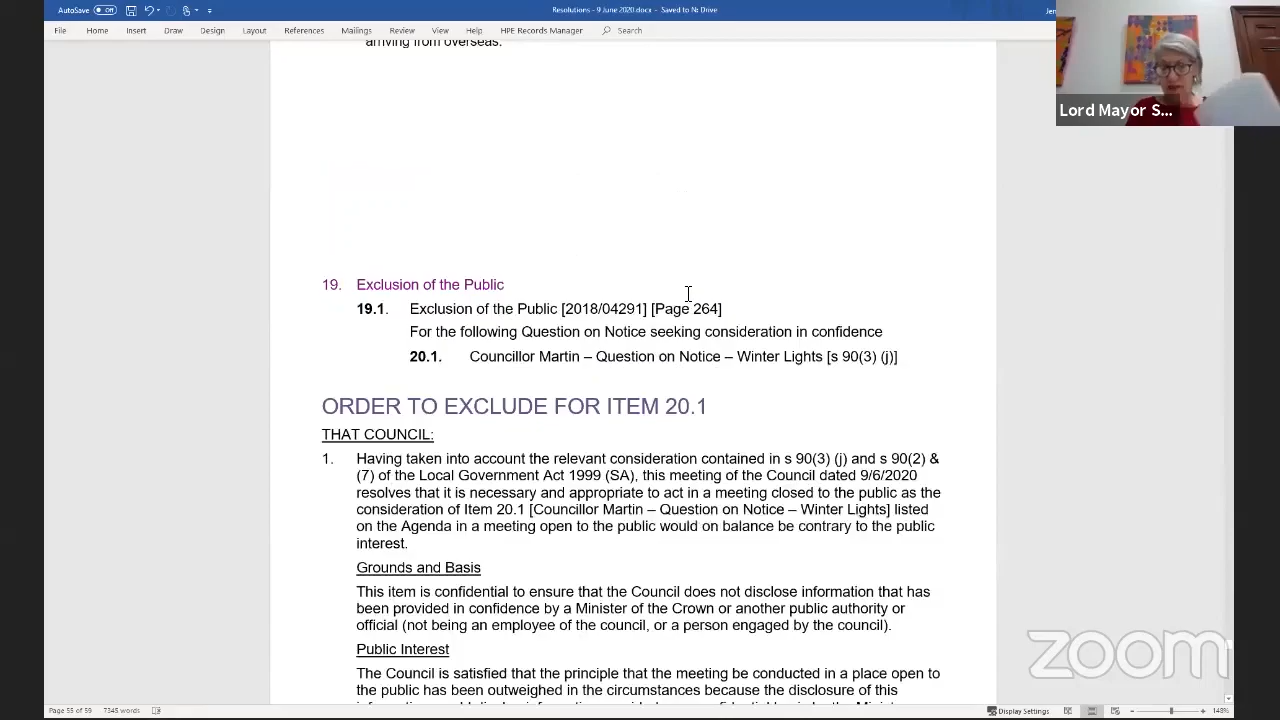 AutoSave Off
Resolutions - 9 June 2020.docx - Saved to N: Drive
Jen
File Home Insert Draw Design Layout References Mailings Review View Help HPE Records Manager Search
Lord Mayor S...
arriving from overseas.
19. Exclusion of the Public
19.1. Exclusion of the Public [2018/04291] [Page 264]
For the following Question on Notice seeking consideration in confidence
20.1. Councillor Martin – Question on Notice – Winter Lights [s 90(3) (j)]
ORDER TO EXCLUDE FOR ITEM 20.1
THAT COUNCIL:
1. Having taken into account the relevant consideration contained in s 90(3) (j) and s 90(2) &
(7) of the Local Government Act 1999 (SA), this meeting of the Council dated 9/6/2020
resolves that it is necessary and appropriate to act in a meeting closed to the public as the
consideration of Item 20.1 [Councillor Martin – Question on Notice – Winter Lights] listed
on the Agenda in a meeting open to the public would on balance be contrary to the public
interest.
Grounds and Basis
This item is confidential to ensure that the Council does not disclose information that has
been provided in confidence by a Minister of the Crown or another public authority or
official (not being an employee of the council, or a person engaged by the council).
Public Interest
The Council is satisfied that the principle that the meeting be conducted in a place open to
the public has been outweighed in the circumstances because the disclosure of this
zoom
Page 55 of 59 7345 words
Display Settings
148%